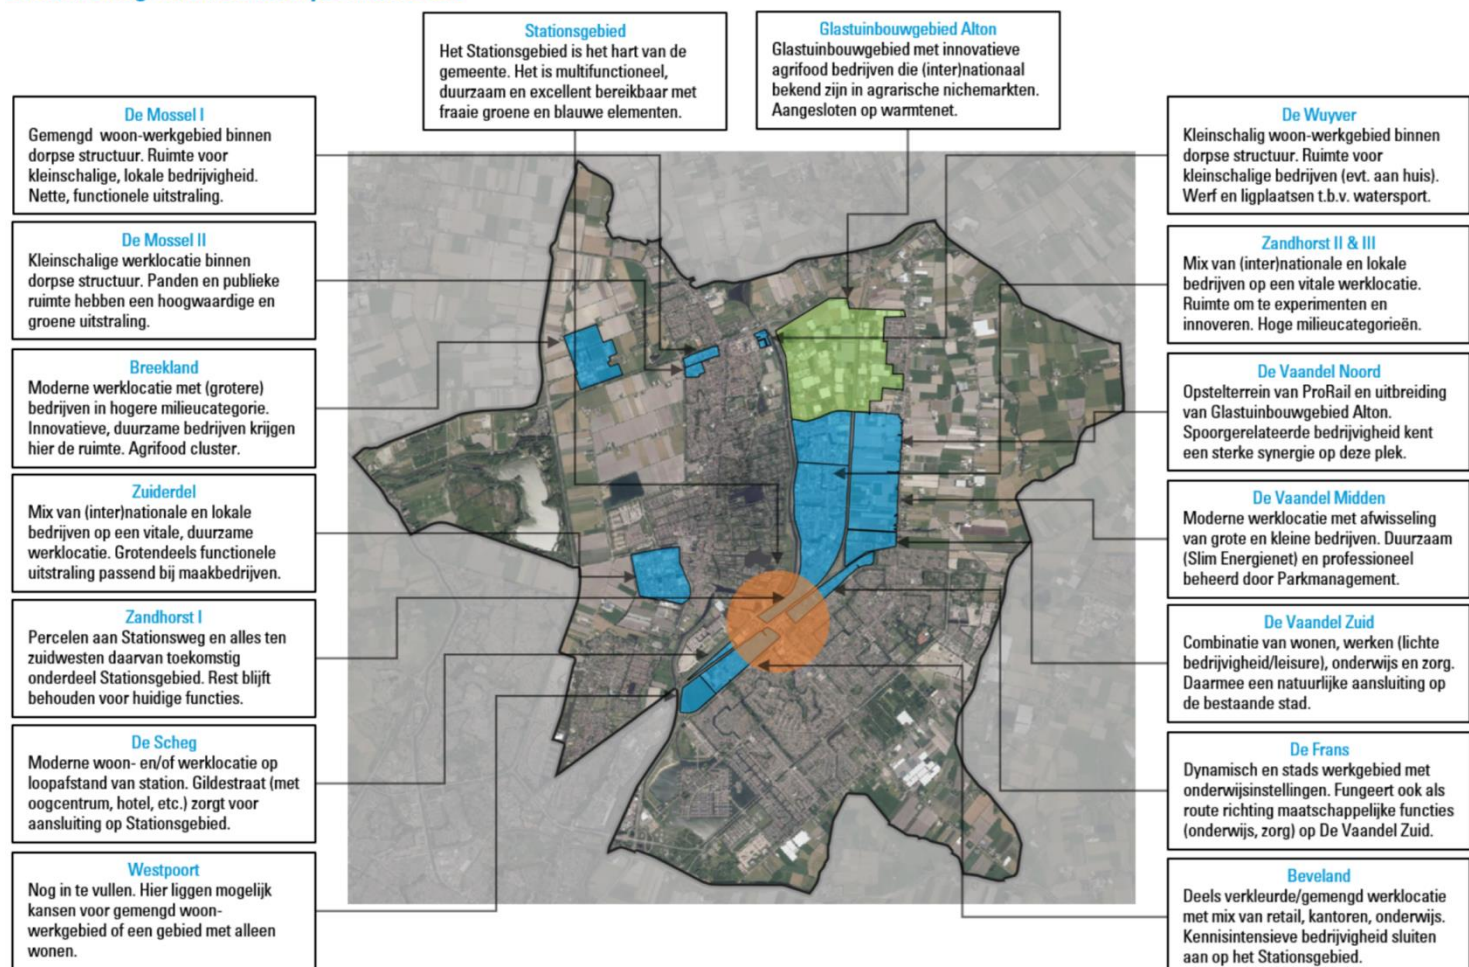 Stationsgebied
Het Stationsgebied is het hart van de
gemeente. Het is multifunctioneel,
duurzaam en excellent bereikbaar met
fraaie groene en blauwe elementen.
Glastuinbouwgebied Alton
Glastuinbouwgebied met innovatieve
agrifood bedrijven die (inter)nationaal
bekend zijn in agrarische nichemarkten.
Aangesloten op warmtenet.
De Mossel I
Gemengd woon-werkgebied binnen
dorpse structuur. Ruimte voor
kleinschalige, lokale bedrijvigheid.
Nette, functionele uitstraling.
De Mossel II
Kleinschalige werklocatie binnen
dorpse structuur. Panden en publieke
ruimte hebben een hoogwaardige en
groene uitstraling.
Breekland
Moderne werklocatie met (grotere)
bedrijven in hogere milieucategorie.
Innovatieve, duurzame bedrijven krijgen
hier de ruimte. Agrifood cluster.
Zuiderdel
Mix van (inter)nationale en lokale
bedrijven op een vitale, duurzame
werklocatie. Grotendeels functionele
uitstraling passend bij maakbedrijven.
Zandhorst I
Percelen aan Stationsweg en alles ten
zuidwesten daarvan toekomstig
onderdeel Stationsgebied. Rest blijft
behouden voor huidige functies.
De Scheg
Moderne woon- en/of werklocatie op
loopafstand van station. Gildestraat (met
oogcentrum, hotel, etc.) zorgt voor
aansluiting op Stationsgebied.
Westpoort
Nog in te vullen. Hier liggen mogelijk
kansen voor gemengd woon-
werkgebied of een gebied met alleen
wonen.
De Wuyver
Kleinschalig woon-werkgebied binnen
dorpse structuur. Ruimte voor
kleinschalige bedrijven (evt. aan huis).
Werf en ligplaatsen t.b.v. watersport.
Zandhorst II & III
Mix van (inter)nationale en lokale
bedrijven op een vitale werklocatie.
Ruimte om te experimenten en
innoveren. Hoge milieucategorieën.
De Vaandel Noord
Opstelterrein van ProRail en uitbreiding
van Glastuinbouwgebied Alton.
Spoorgerelateerde bedrijvigheid kent
een sterke synergie op deze plek.
De Vaandel Midden
Moderne werklocatie met afwisseling
van grote en kleine bedrijven. Duurzaam
(Slim Energienet) en professioneel
beheerd door Parkmanagement.
De Vaandel Zuid
Combinatie van wonen, werken (lichte
bedrijvigheid/leisure), onderwijs en zorg.
Daarmee een natuurlijke aansluiting op
de bestaande stad.
De Frans
Dynamisch en stads werkgebied met
onderwijsinstellingen. Fungeert ook als
route richting maatschappelijke functies
(onderwijs, zorg) op De Vaandel Zuid.
Beveland
Deels verkleurde/gemengd werklocatie
met mix van retail, kantoren, onderwijs.
Kennisintensieve bedrijvigheid sluiten
aan op het Stationsgebied.